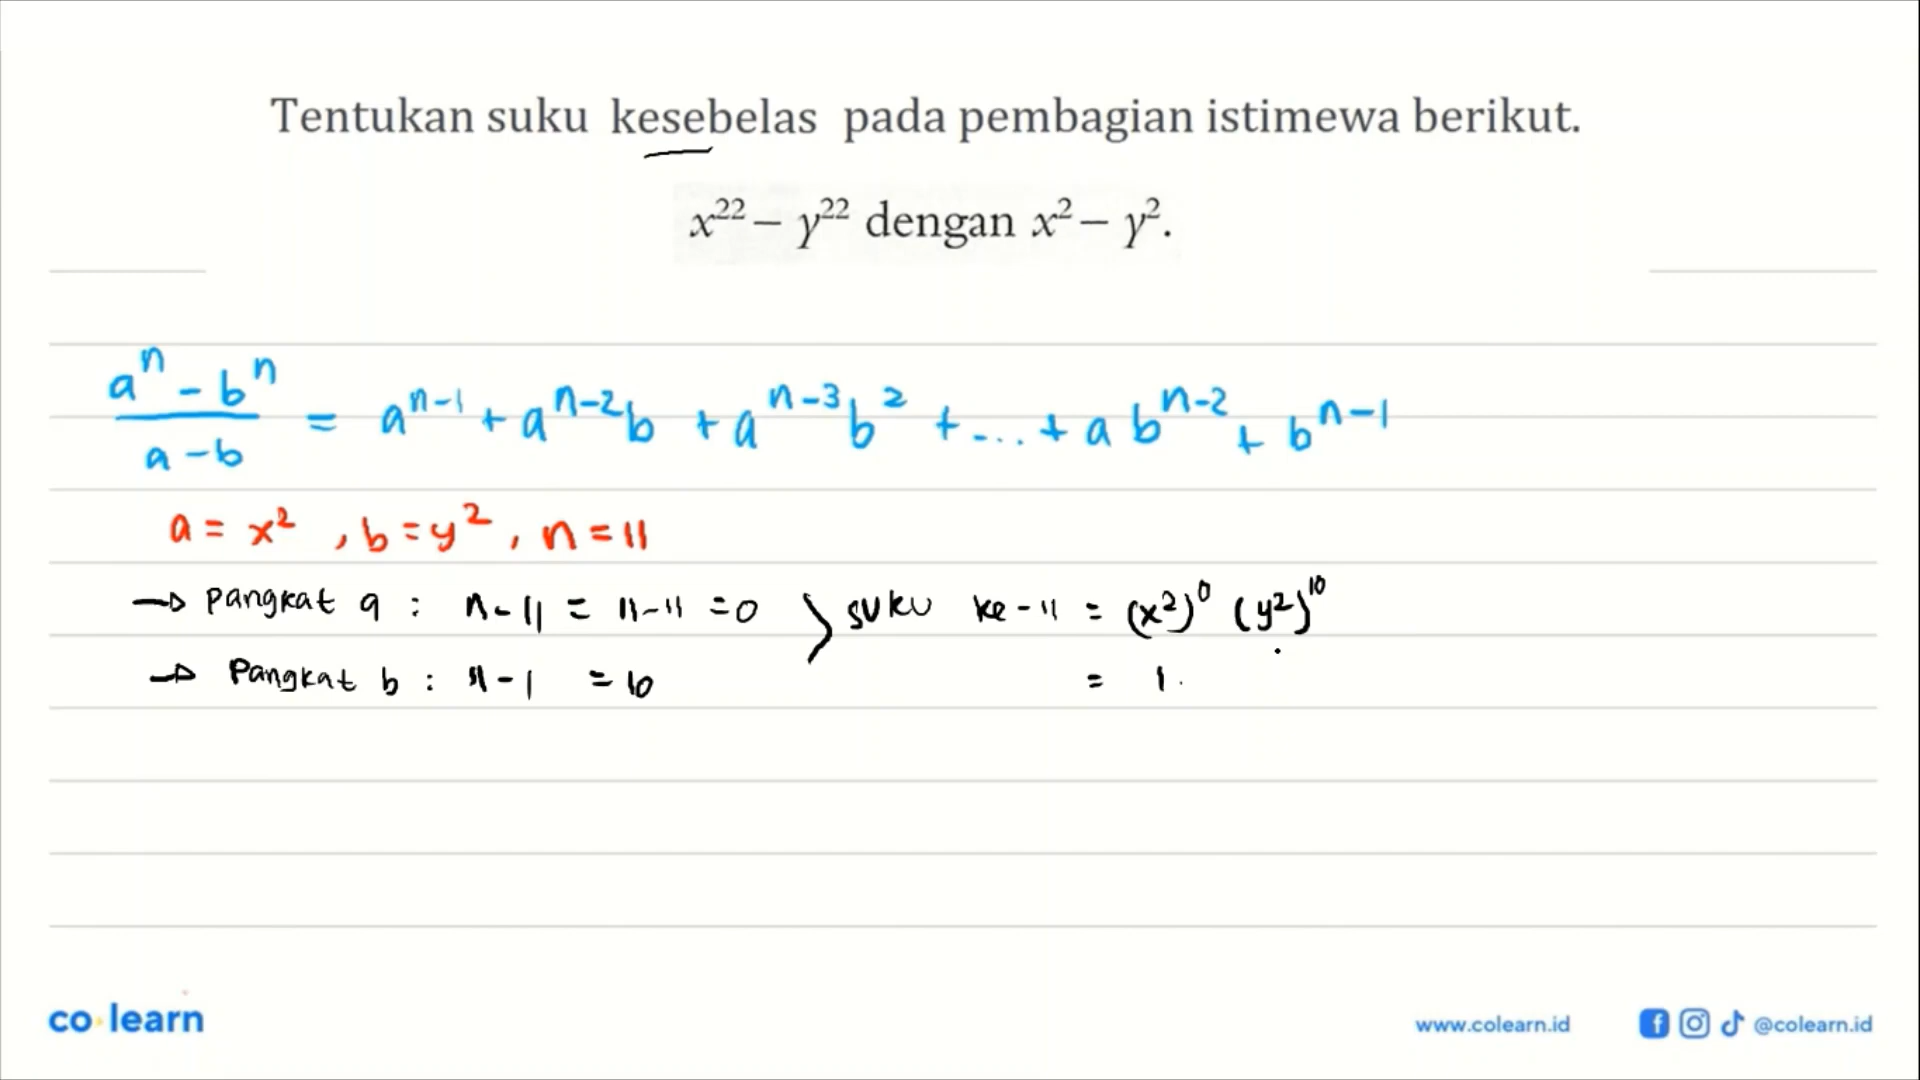 Tentukan suku kesebelas pada pembagian istimewa berikut.
x²² – y²² dengan x² – y².
(aⁿ - bⁿ)/(a - b) = aⁿ⁻¹ + aⁿ⁻²b + aⁿ⁻³b² + ... + abⁿ⁻² + bⁿ⁻¹
a = x², b = y², n = 11
→ pangkat a : n - 11 = 11 - 11 = 0 > suku ke - 11 = (x²)⁰ (y²)¹⁰
→ Pangkat b : 11 - 1 = 10 = 1.
co learn
www.colearn.id @colearn.id